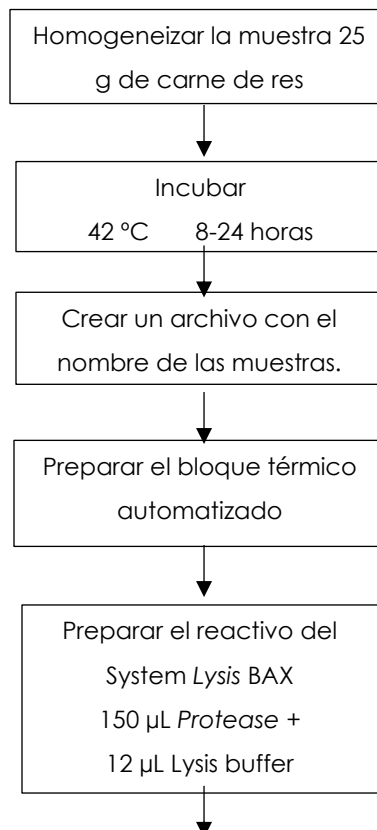 Homogeneizar la muestra 25
g de carne de res
Incubar
42 °C 8-24 horas
Crear un archivo con el
nombre de las muestras.
Preparar el bloque térmico
automatizado
Preparar el reactivo del
System Lysis BAX
150 µL Protease +
12 µL Lysis buffer